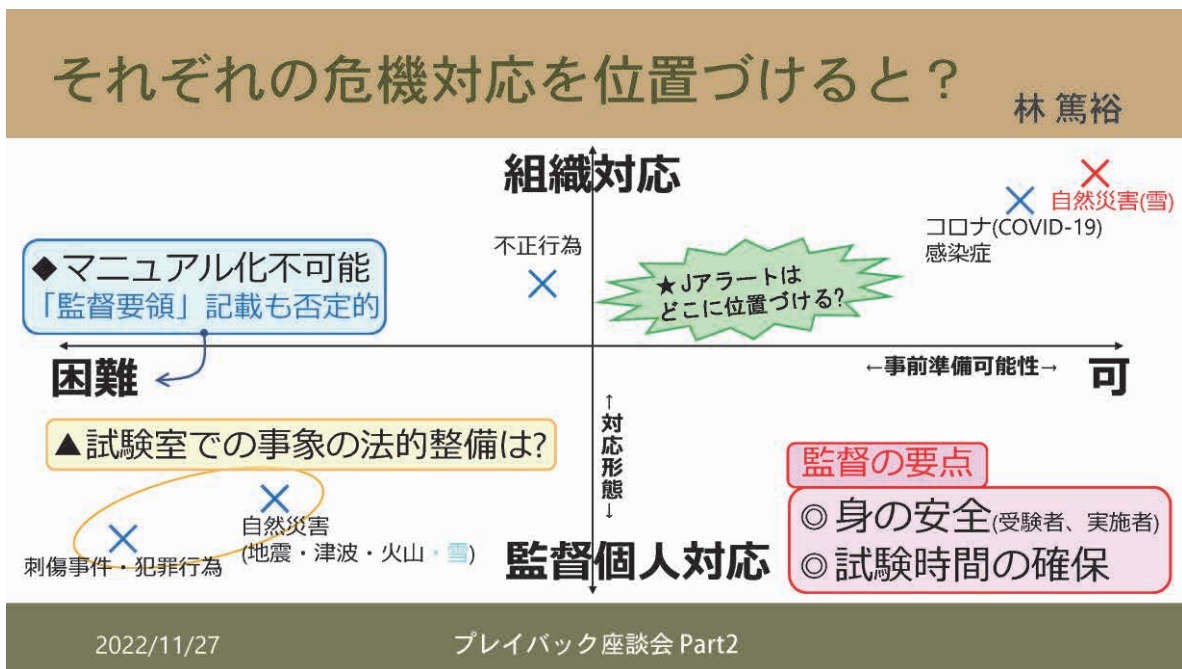 それぞれの危機対応を位置づけると？
林 篤裕
組織対応
自然災害(雪)
コロナ(COVID-19)
感染症
不正行為
◆マニュアル化不可能
「監督要領」記載も否定的
★Jアラートは
どこに位置づける?
困難
←事前準備可能性→
可
↑対応形態↓
▲試験室での事象の法的整備は?
自然災害
(地震・津波・火山・雪)
刺傷事件・犯罪行為
監督個人対応
監督の要点
◎身の安全(受験者、実施者)
◎試験時間の確保
2022/11/27
プレイバック座談会 Part2